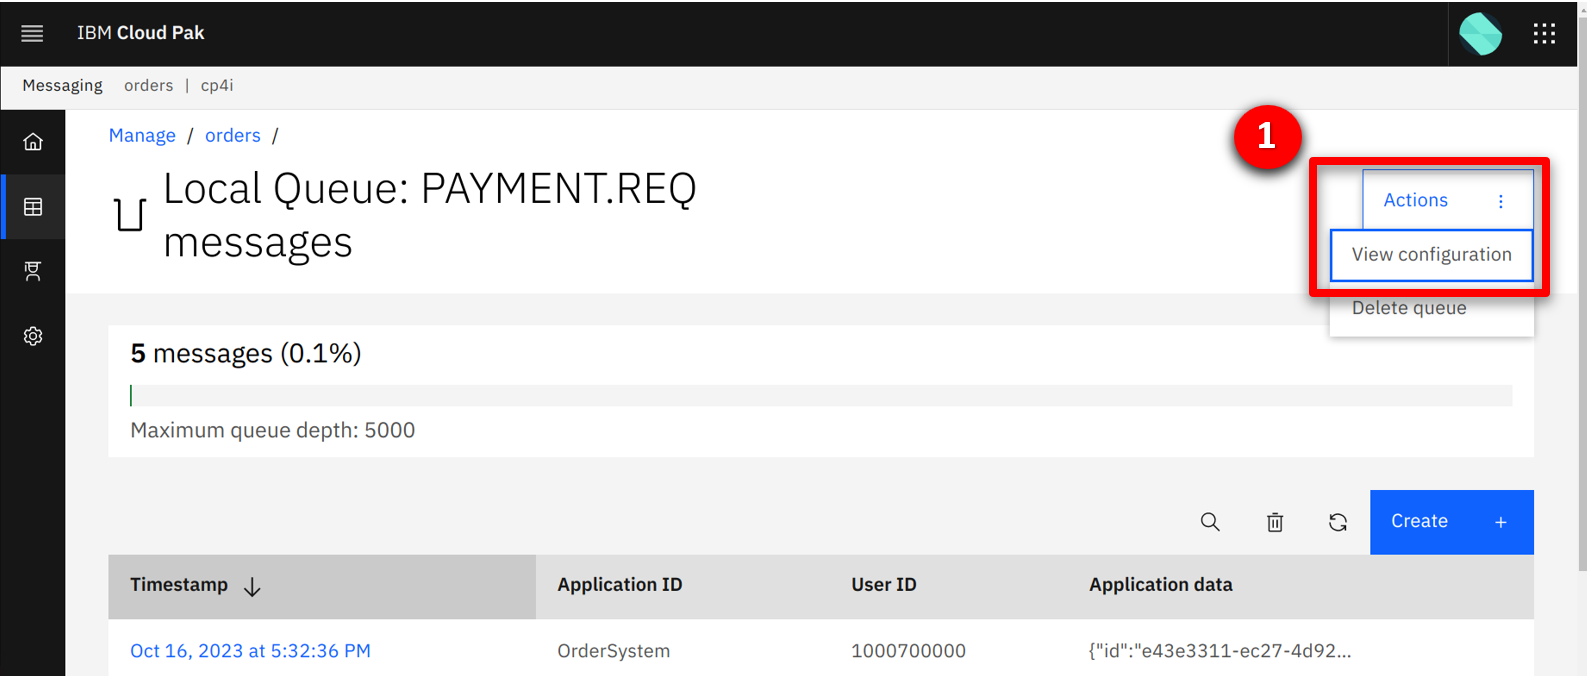 IBM Cloud Pak
Messaging orders | cp4i
Manage / orders /
1
Local Queue: PAYMENT.REQ
messages
Actions
View configuration
Delete queue
5 messages (0.1%)
Maximum queue depth: 5000
Create +
Timestamp Application ID User ID Application data
Oct 16, 2023 at 5:32:36 PM OrderSystem 1000700000 {"id":"e43e3311-ec27-4d92...